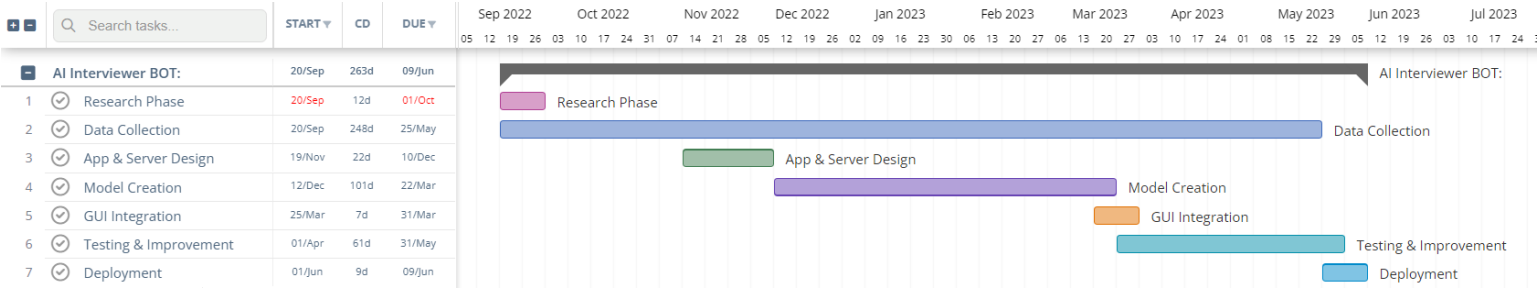 Search tasks... START CD DUE Sep 2022 Oct 2022 Nov 2022 Dec 2022 Jan 2023 Feb 2023 Mar 2023 Apr 2023 May 2023 Jun 2023 Jul 2023
05 12 19 26 03 10 17 24 31 07 14 21 28 05 12 19 26 02 09 16 23 30 06 13 20 27 06 13 20 27 03 10 17 24 01 08 15 22 29 05 12 19 26 03 10 17 24
AI Interviewer BOT: 20/Sep 263d 09/Jun AI Interviewer BOT:
1 Research Phase 20/Sep 12d 01/Oct Research Phase
2 Data Collection 20/Sep 248d 25/May Data Collection
3 App & Server Design 19/Nov 22d 10/Dec App & Server Design
4 Model Creation 12/Dec 101d 22/Mar Model Creation
5 GUI Integration 25/Mar 7d 31/Mar GUI Integration
6 Testing & Improvement 01/Apr 61d 31/May Testing & Improvement
7 Deployment 01/Jun 9d 09/Jun Deployment